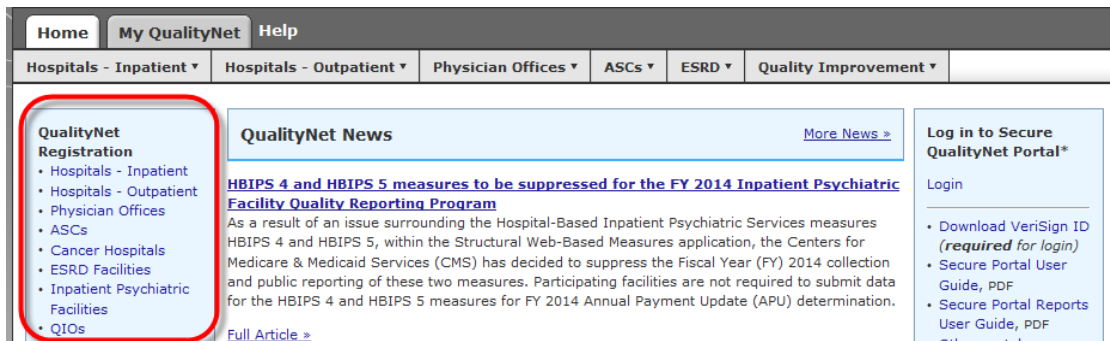 Home My QualityNet Help
Hospitals - Inpatient ▾ Hospitals - Outpatient ▾ Physician Offices ▾ ASCs ▾ ESRD ▾ Quality Improvement ▾
QualityNet
Registration
• Hospitals - Inpatient
• Hospitals - Outpatient
• Physician Offices
• ASCs
• Cancer Hospitals
• ESRD Facilities
• Inpatient Psychiatric
Facilities
• QIOs
QualityNet News More News »
HBIPS 4 and HBIPS 5 measures to be suppressed for the FY 2014 Inpatient Psychiatric
Facility Quality Reporting Program
As a result of an issue surrounding the Hospital-Based Inpatient Psychiatric Services measures
HBIPS 4 and HBIPS 5, within the Structural Web-Based Measures application, the Centers for
Medicare & Medicaid Services (CMS) has decided to suppress the Fiscal Year (FY) 2014 collection
and public reporting of these two measures. Participating facilities are not required to submit data
for the HBIPS 4 and HBIPS 5 measures for FY 2014 Annual Payment Update (APU) determination.
Full Article »
Log in to Secure
QualityNet Portal*
Login
• Download VeriSign ID
(required for login)
• Secure Portal User
Guide, PDF
• Secure Portal Reports
User Guide, PDF